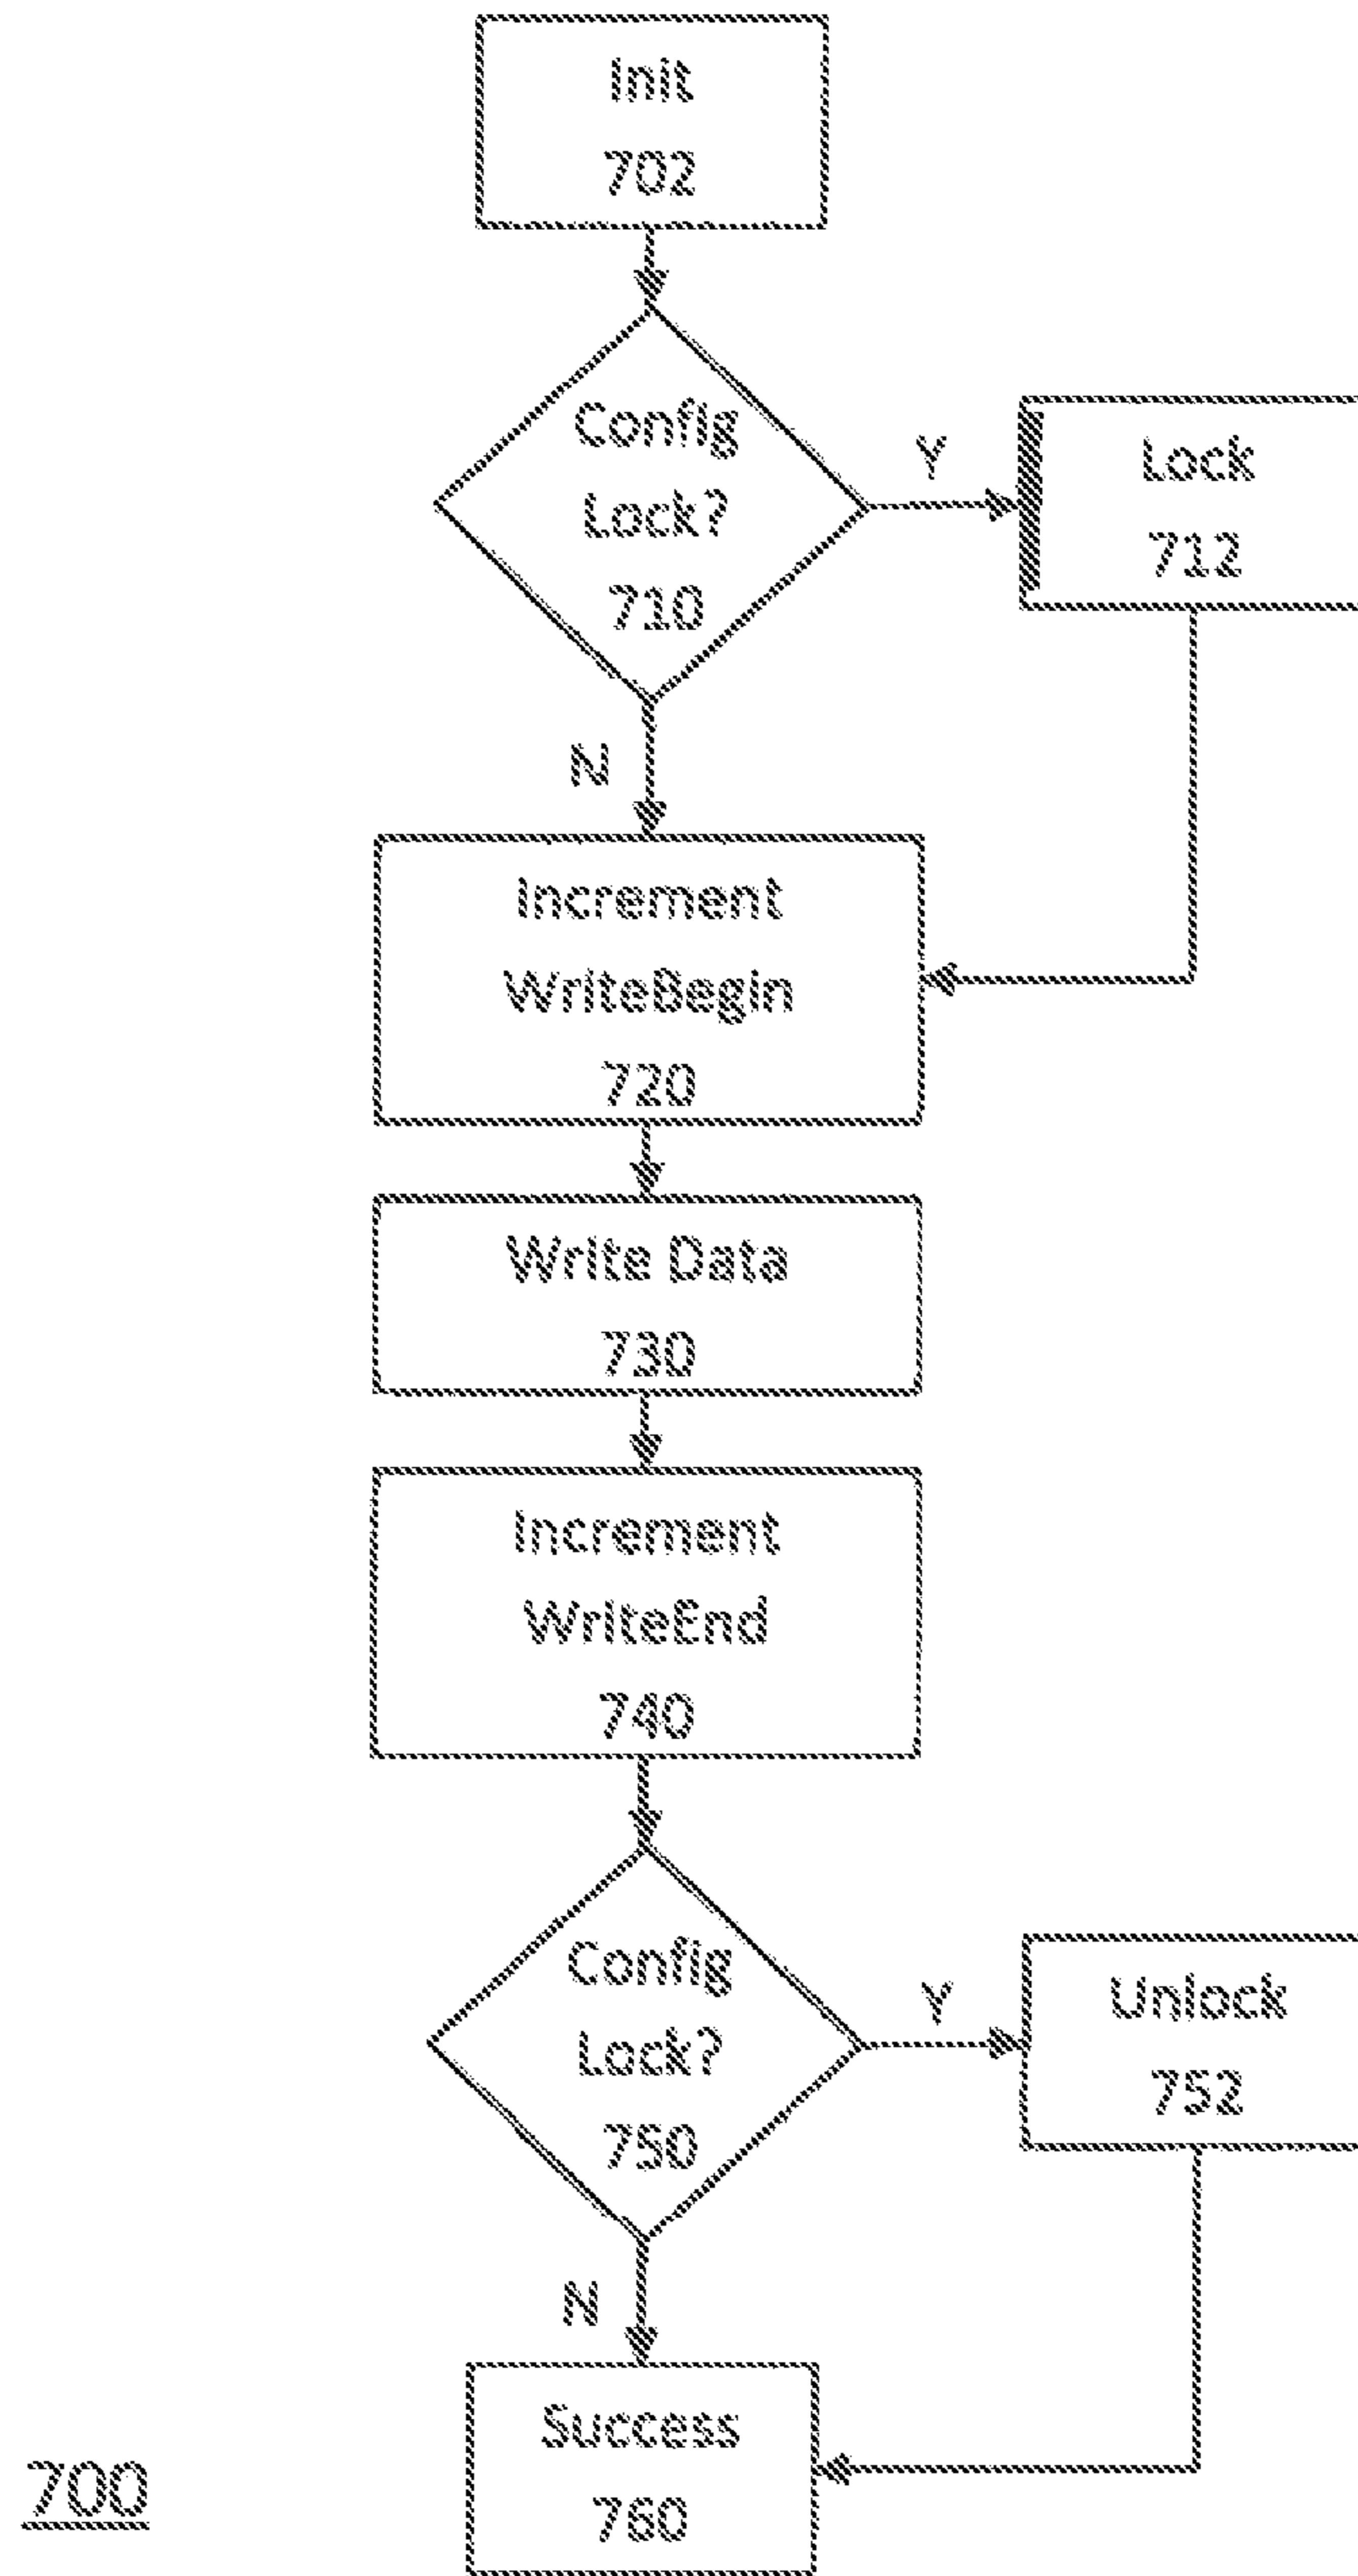 Init
702
Config
Lock?
710
Y
Lock
712
N
Increment
WriteBegin
720
Write Data
730
Increment
WriteEnd
740
Config
Lock?
750
Y
Unlock
752
N
Success
760
700